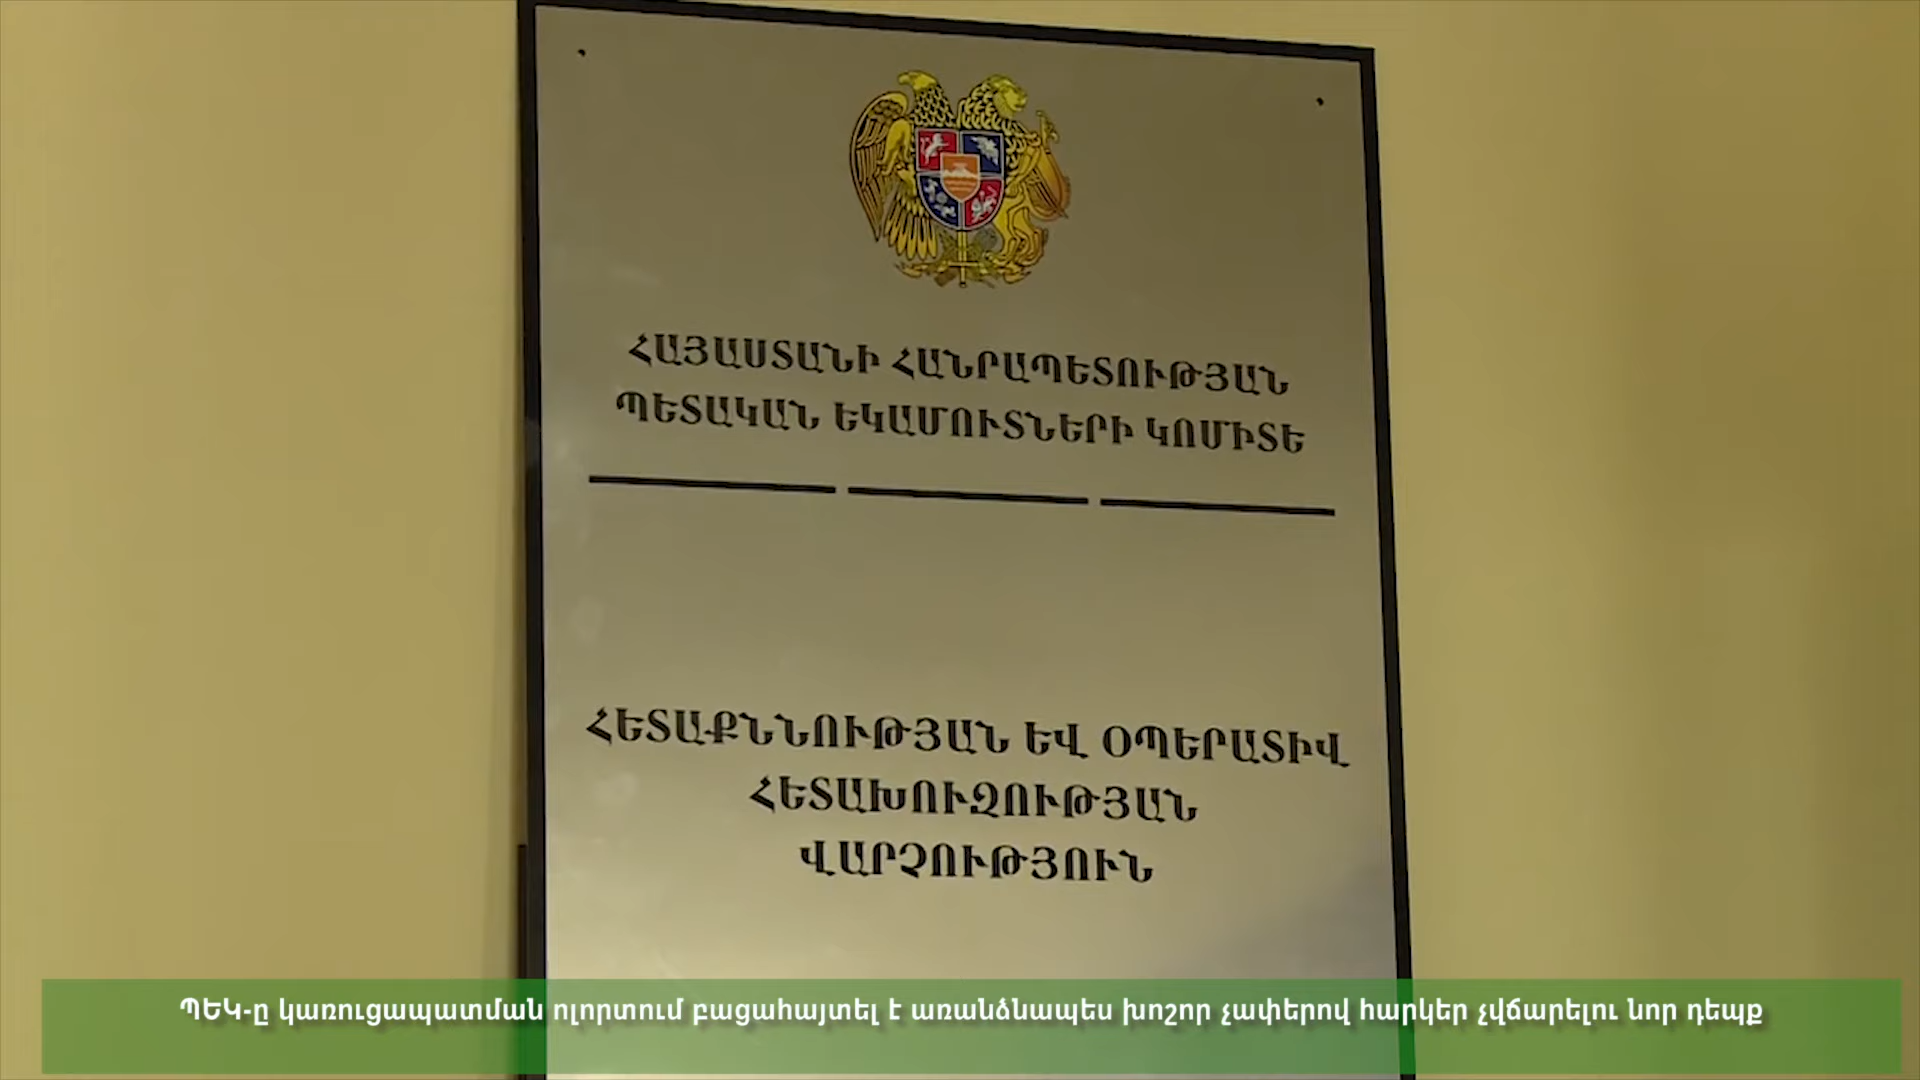 ՀԱՅԱՍՏԱՆԻ ՀԱՆՐԱՊԵՏՈՒԹՅԱՆ
ՊԵՏԱԿԱՆ ԵԿԱՄՈՒՏՆԵՐԻ ԿՈՄԻՏԵ
ՀԵՏԱՔՆՆՈՒԹՅԱՆ ԵՎ ՕՊԵՐԱՏԻՎ
ՀԵՏԱԽՈՒԶՈՒԹՅԱՆ
ՎԱՐՉՈՒԹՅՈՒՆ
ՊԵԿ-ը կառուցապատման ոլորտում բացահայտել է առանձնապես խոշոր չափերով հարկեր չվճարելու նոր դեպք